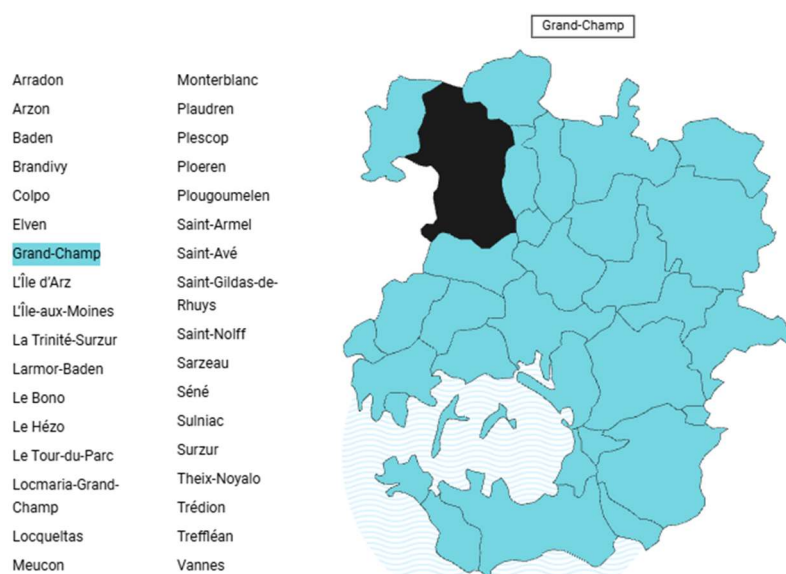 Grand-Champ
Arradon
Arzon
Baden
Brandivy
Colpo
Elven
Grand-Champ
L'Île d'Arz
L'Île-aux-Moines
La Trinité-Surzur
Larmor-Baden
Le Bono
Le Hézo
Le Tour-du-Parc
Locmaria-Grand-
Champ
Locqueltas
Meucon
Monterblanc
Plaudren
Plescop
Ploeren
Plougoumelen
Saint-Armel
Saint-Avé
Saint-Gildas-de-
Rhuys
Saint-Nolff
Sarzeau
Séné
Sulniac
Surzur
Theix-Noyalo
Trédion
Treffléan
Vannes